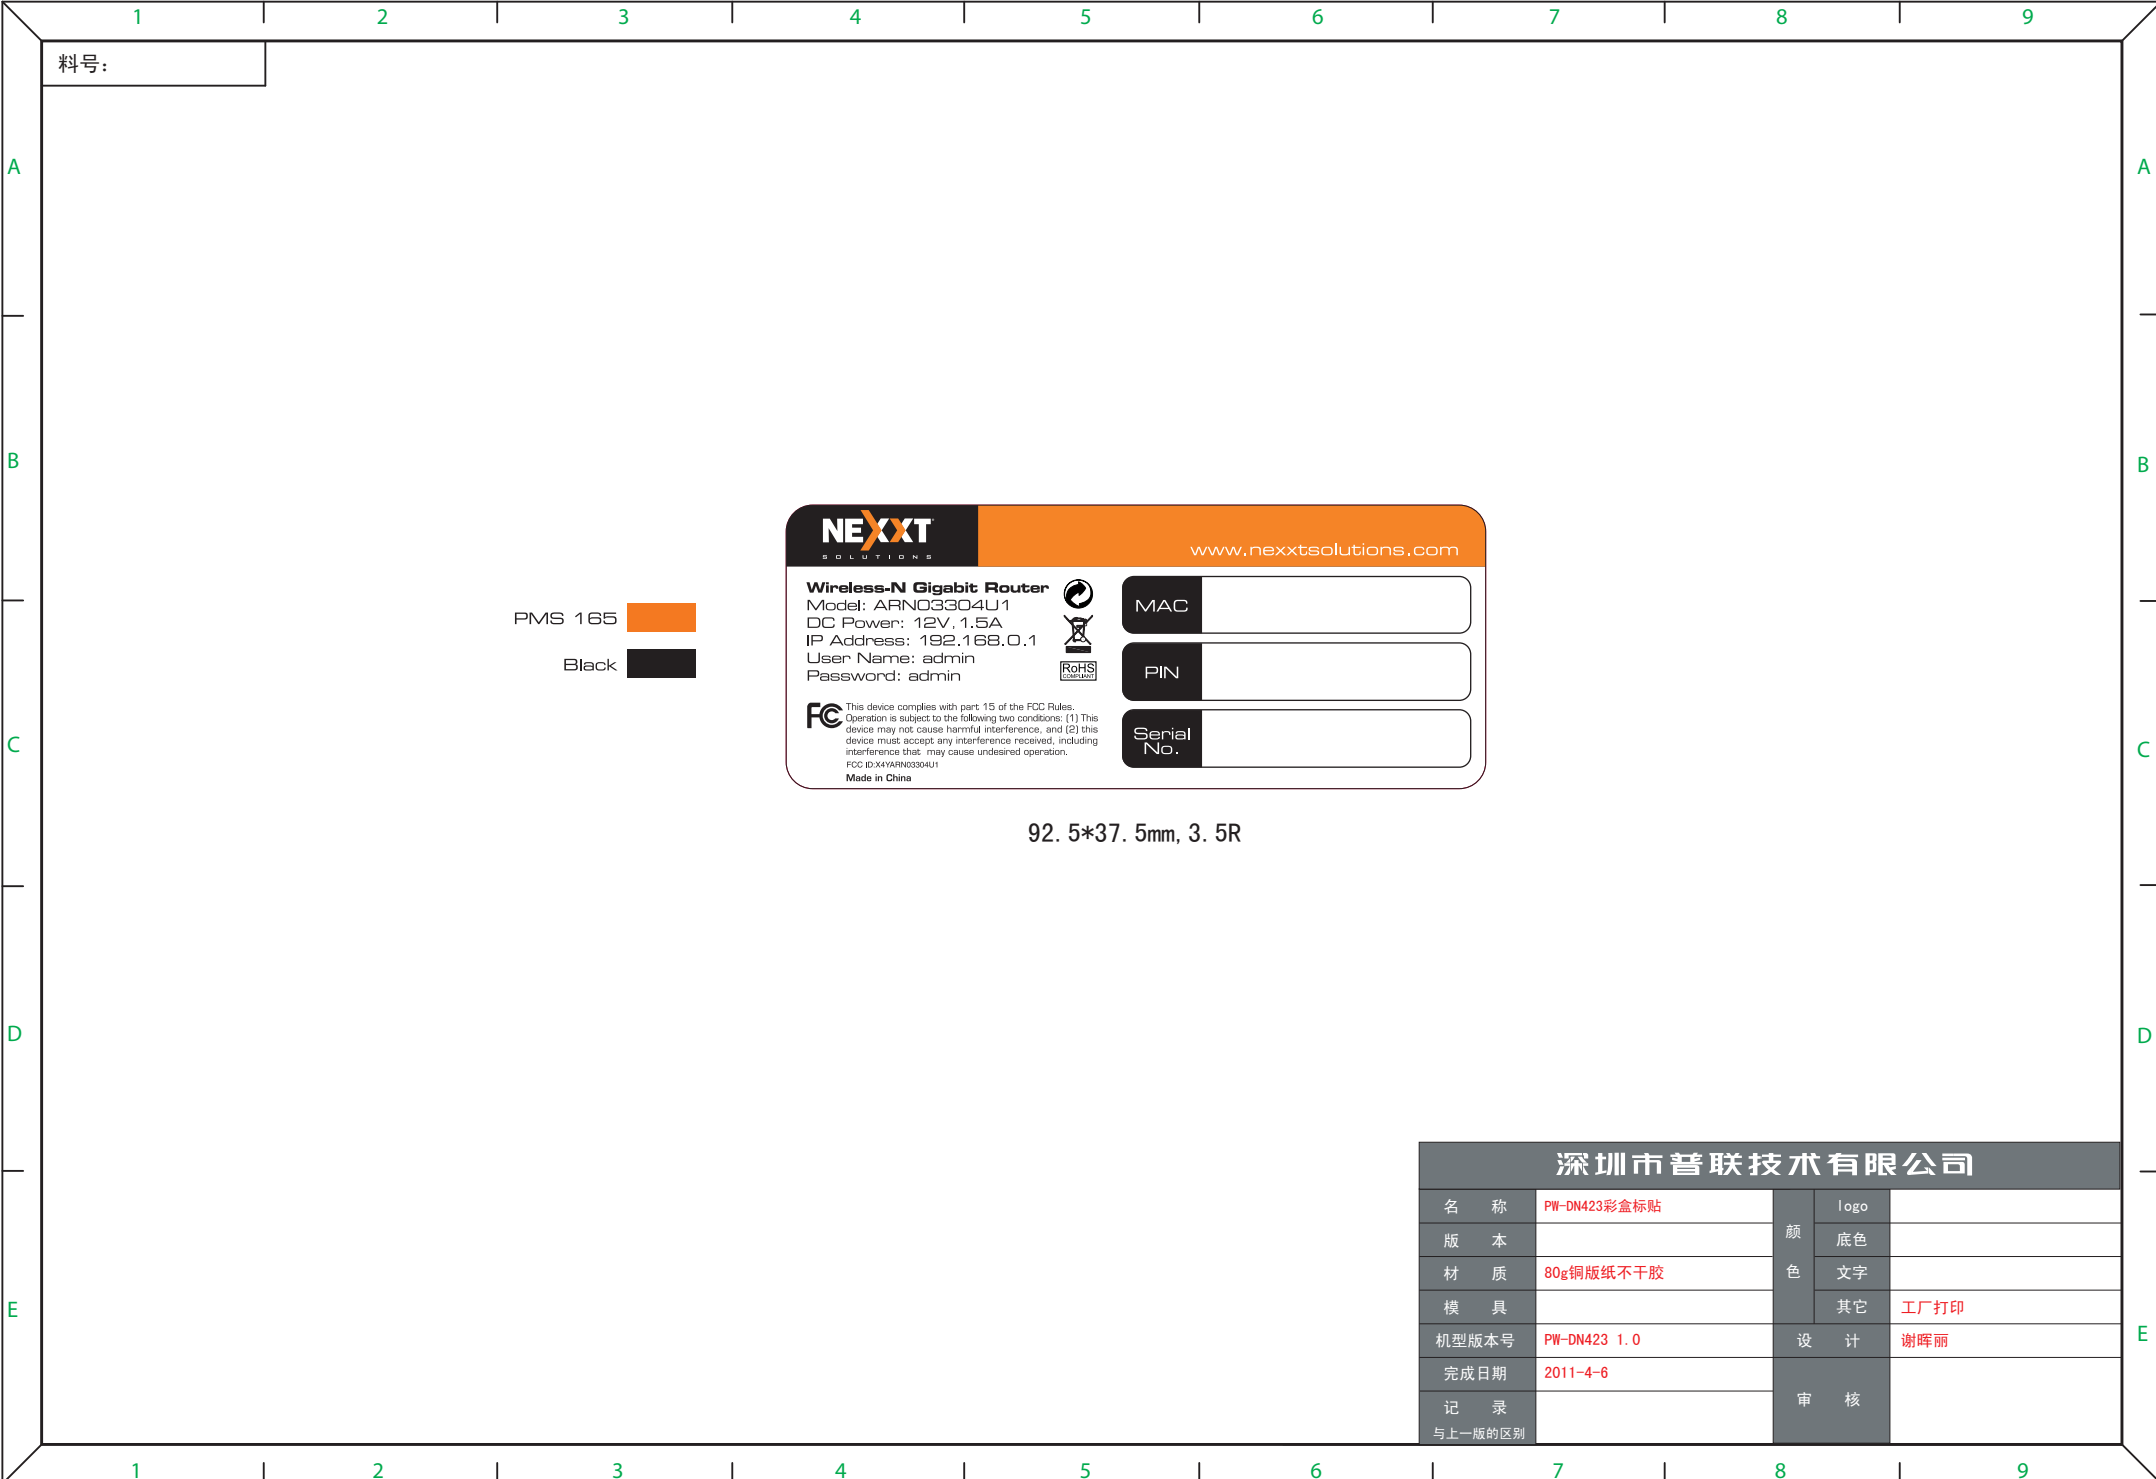 1 2 3 4 5 6 7 8 9
料号:
A A
B B
C C
D D
E E
NEXXT
SOLUTIONS
www.nexxtsolutions.com
Wireless-N Gigabit Router
Model: ARN03304U1
DC Power: 12V, 1.5A
IP Address: 192.168.0.1
User Name: admin
Password: admin
RoHS
COMPLIANT
FC
This device complies with part 15 of the FCC Rules.
Operation is subject to the following two conditions: (1) This
device may not cause harmful interference, and (2) this
device must accept any interference received, including
interference that may cause undesired operation.
FCC ID:X4YARN03304U1
Made in China
MAC
PIN
Serial
No.
PMS 165
Black
92.5*37.5mm,3.5R
深圳市普联技术有限公司
名 称 PW-DN423彩盒标贴
版 本
材 质 80g铜版纸不干胶
模 具
机型版本号 PW-DN423 1.0
完成日期 2011-4-6
记 录
与上一版的区别
颜
色
logo
底色
文字
其它 工厂打印
设 计 谢晖丽
审 核
1 2 3 4 5 6 7 8 9